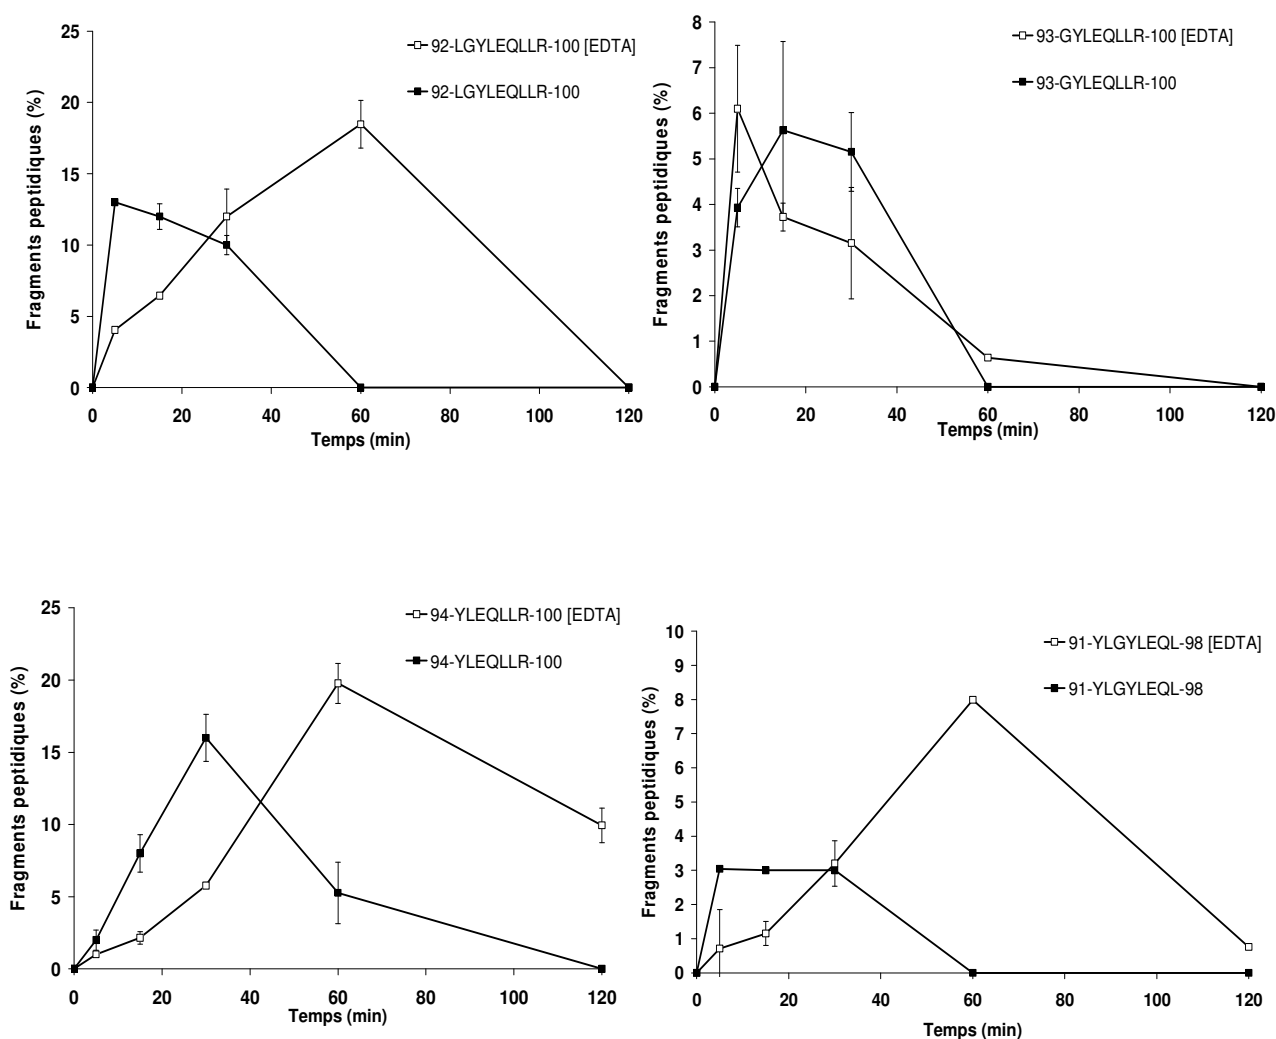 92-LGYLEQLLR-100 [EDTA]
92-LGYLEQLLR-100
Fragments peptidiques (%)
25
20
15
10
5
0
0 20 40 60 80 100 120
Temps (min)
93-GYLEQLLR-100 [EDTA]
93-GYLEQLLR-100
Fragments peptidiques (%)
8
7
6
5
4
3
2
1
0
0 20 40 60 80 100 120
Temps (min)
94-YLEQLLR-100 [EDTA]
94-YLEQLLR-100
Fragments peptidiques (%)
25
20
15
10
5
0
0 20 40 60 80 100 120
Temps (min)
91-YLGYLEQL-98 [EDTA]
91-YLGYLEQL-98
Fragments peptidiques (%)
10
9
8
7
6
5
4
3
2
1
0
0 20 40 60 80 100 120
Temps (min)